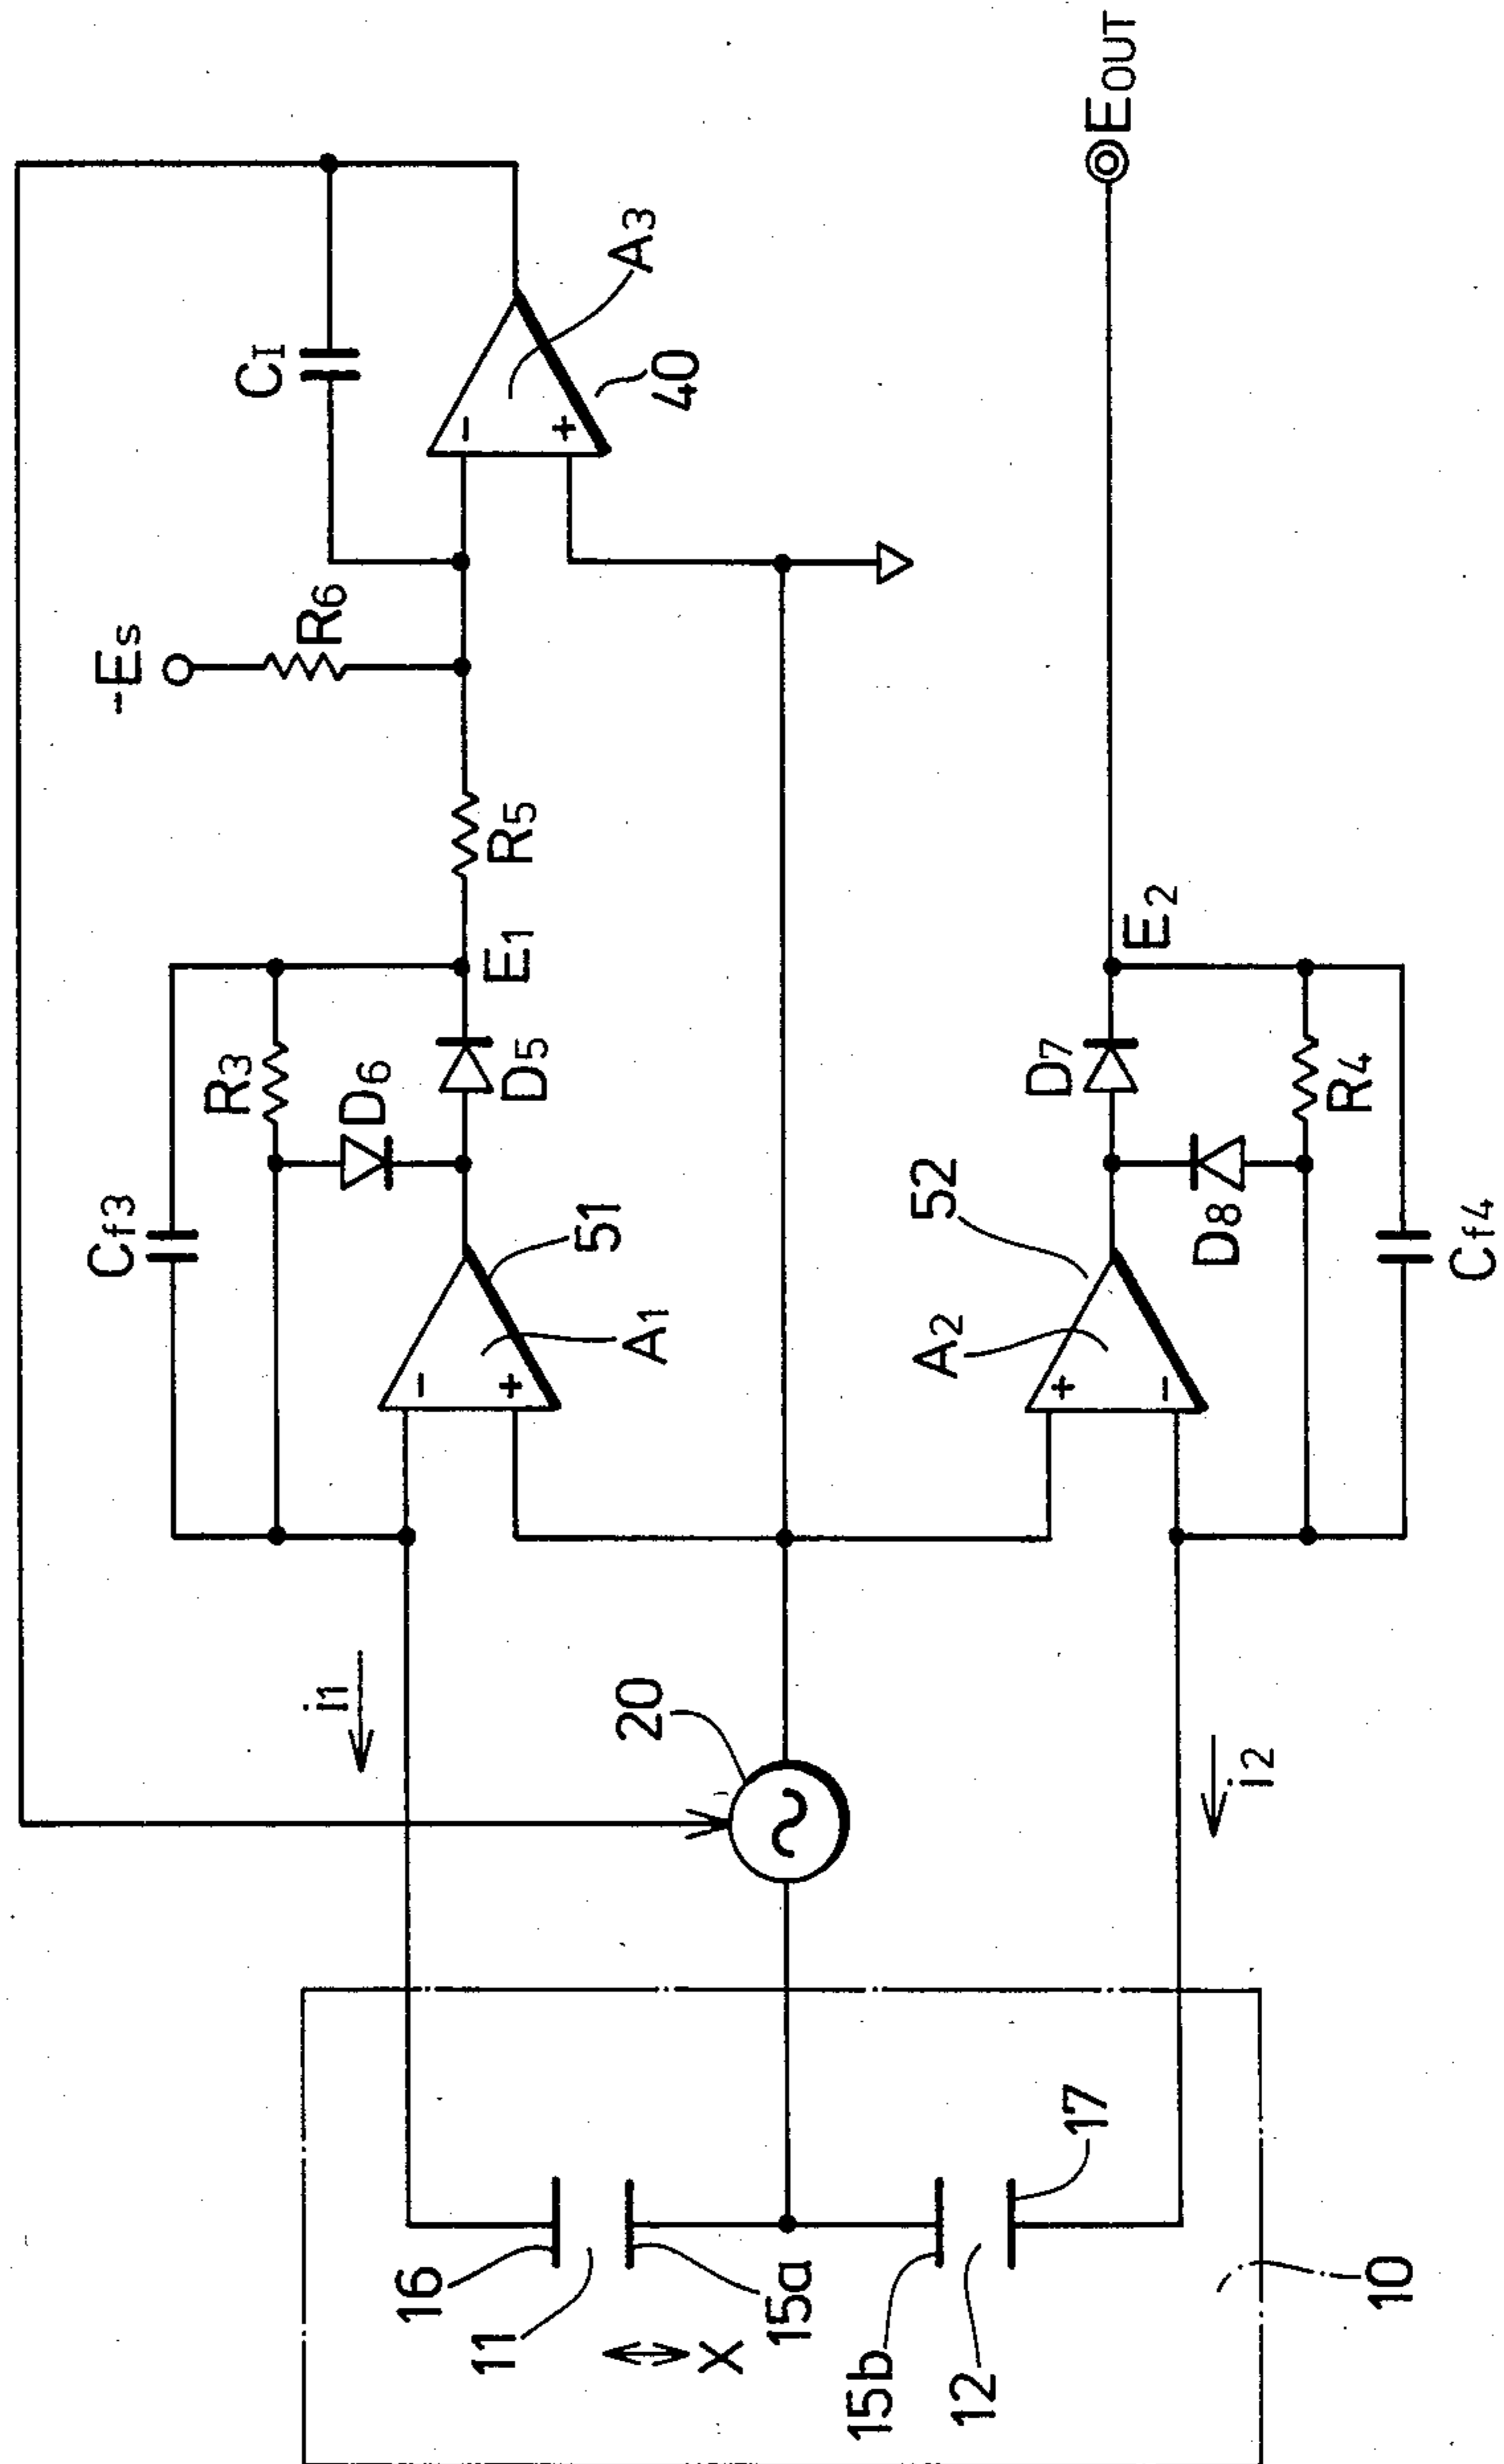 -Es
CI
R6
Cf3
R3
D6
D5
E1
R5
A3
40
i1
51
A1
20
16
11
X
15a
15b
12
17
10
i2
52
A2
D7
D8
R4
Cf4
E2
EOUT
-
+
-
+
+
-